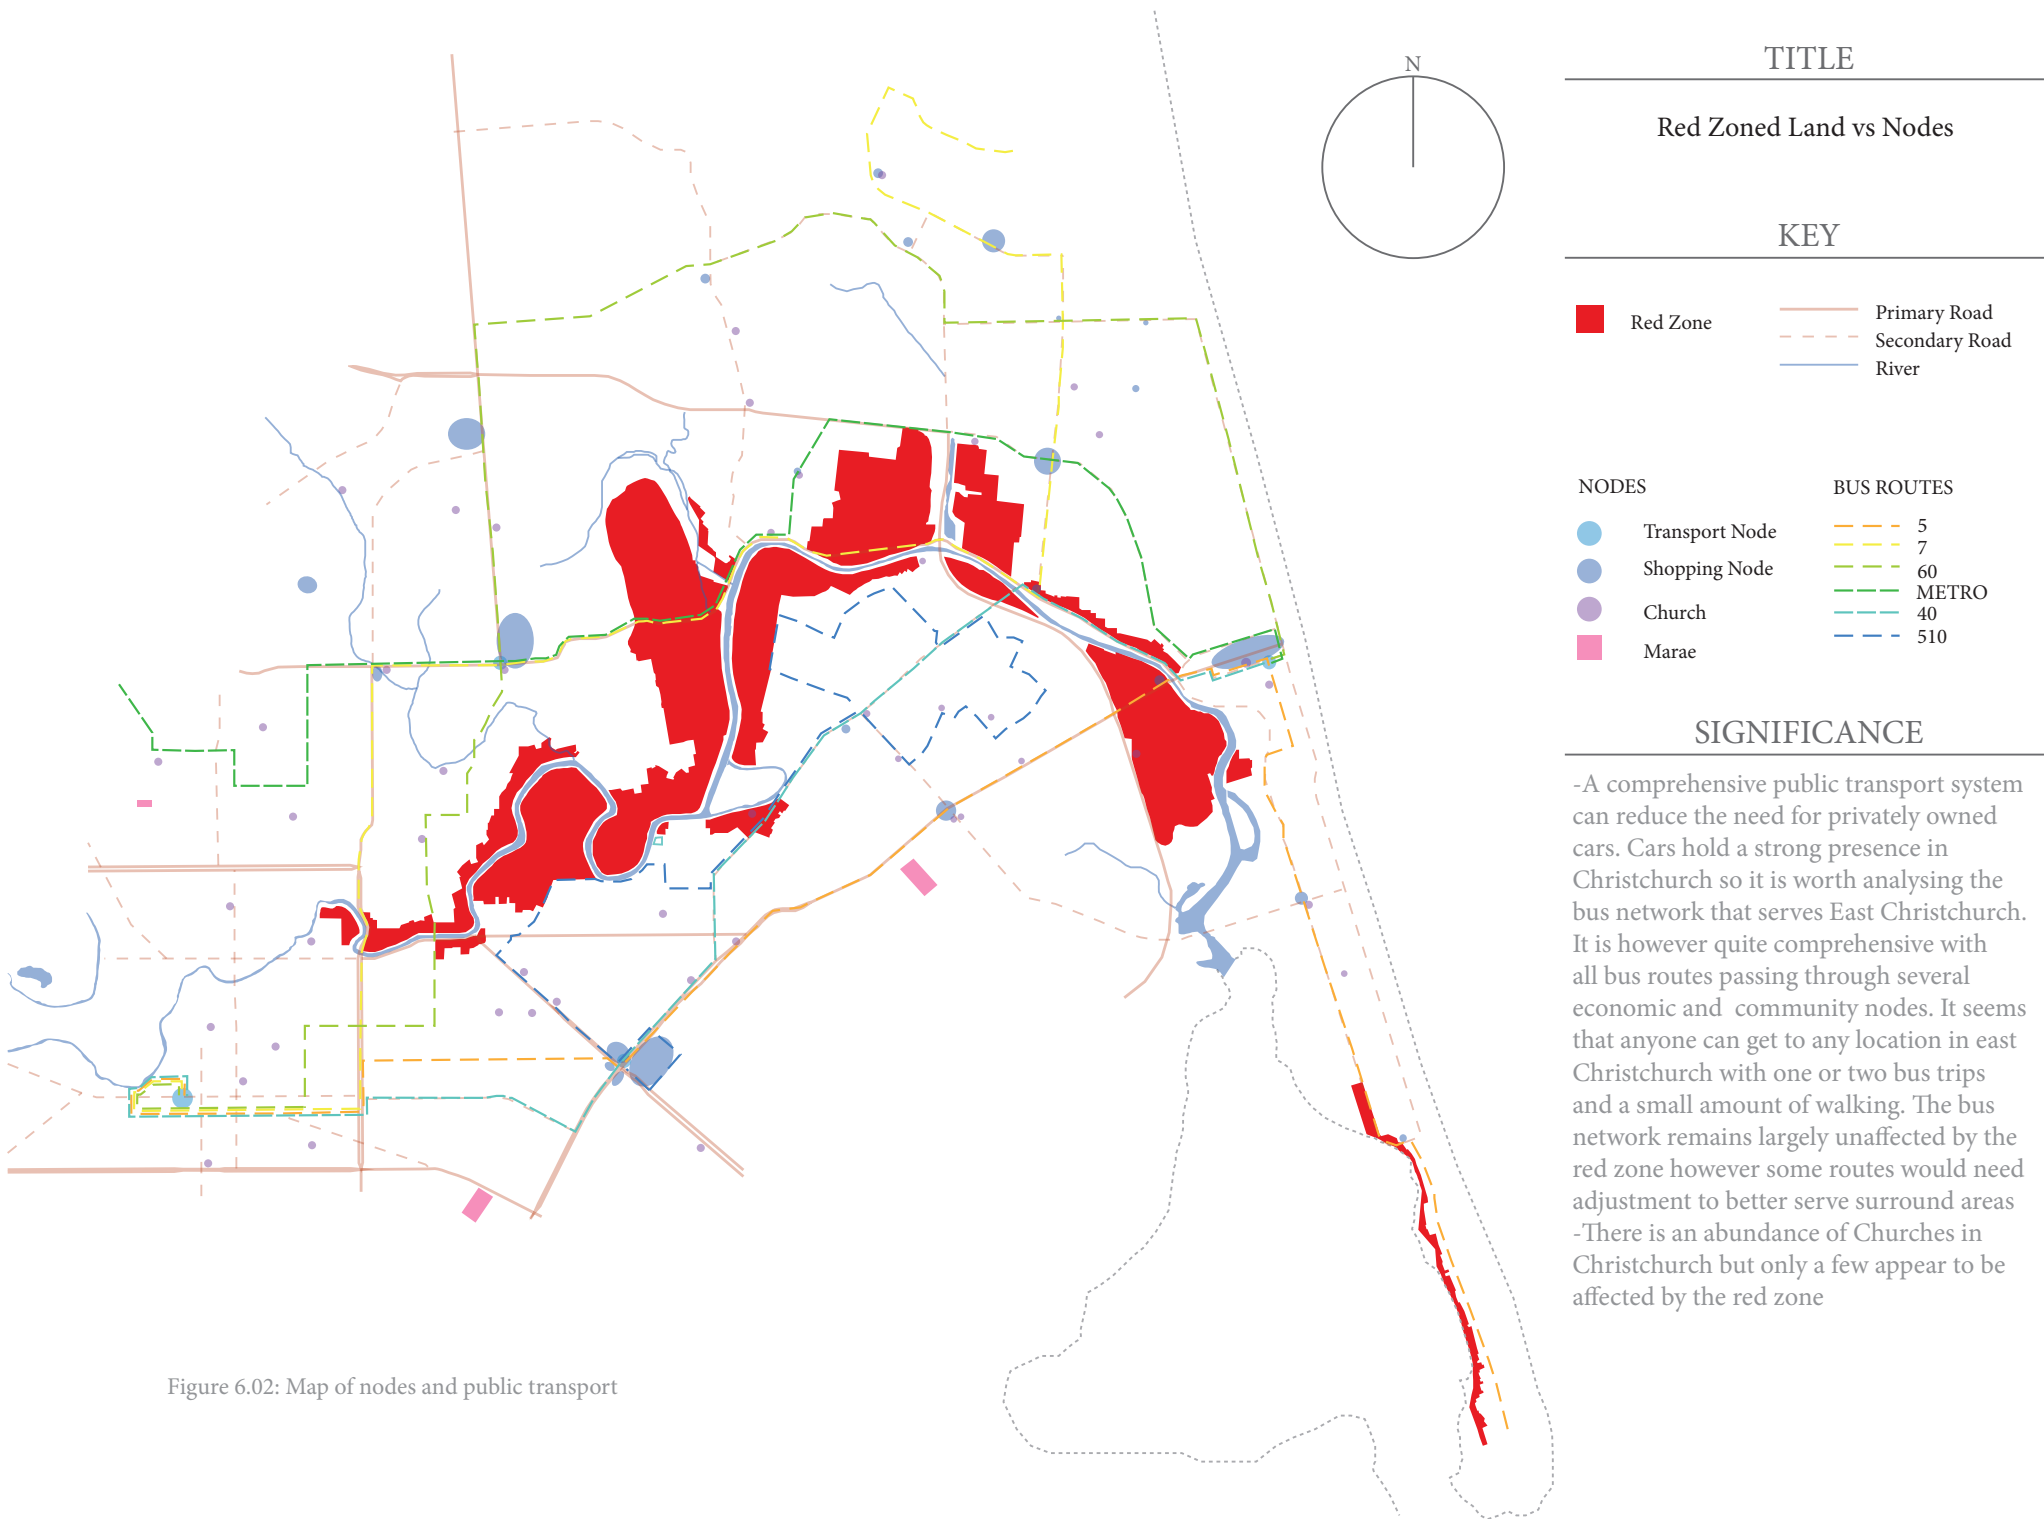 N
TITLE
Red Zoned Land vs Nodes
KEY
Red Zone
Primary Road
Secondary Road
River
NODES
Transport Node
Shopping Node
Church
Marae
BUS ROUTES
5
7
60
METRO
40
510
SIGNIFICANCE
-A comprehensive public transport system
can reduce the need for privately owned
cars. Cars hold a strong presence in
Christchurch so it is worth analysing the
bus network that serves East Christchurch.
It is however quite comprehensive with
all bus routes passing through several
economic and  community nodes. It seems
that anyone can get to any location in east
Christchurch with one or two bus trips
and a small amount of walking. The bus
network remains largely unaffected by the
red zone however some routes would need
adjustment to better serve surround areas
-There is an abundance of Churches in
Christchurch but only a few appear to be
affected by the red zone
Figure 6.02: Map of nodes and public transport